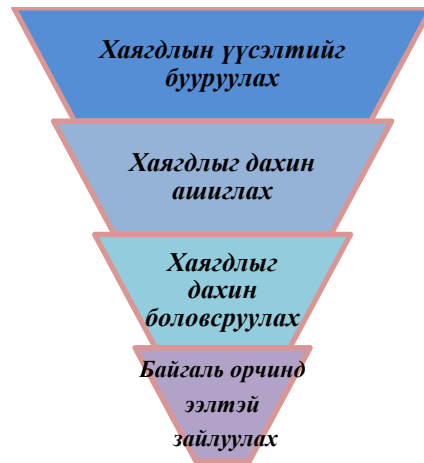 Хаягдлын үүсэлтийг
бууруулах
Хаягдлыг дахин
ашиглах
Хаягдлыг
дахин
боловсруулах
Байгаль орчинд
ээлтэй
зайлуулах